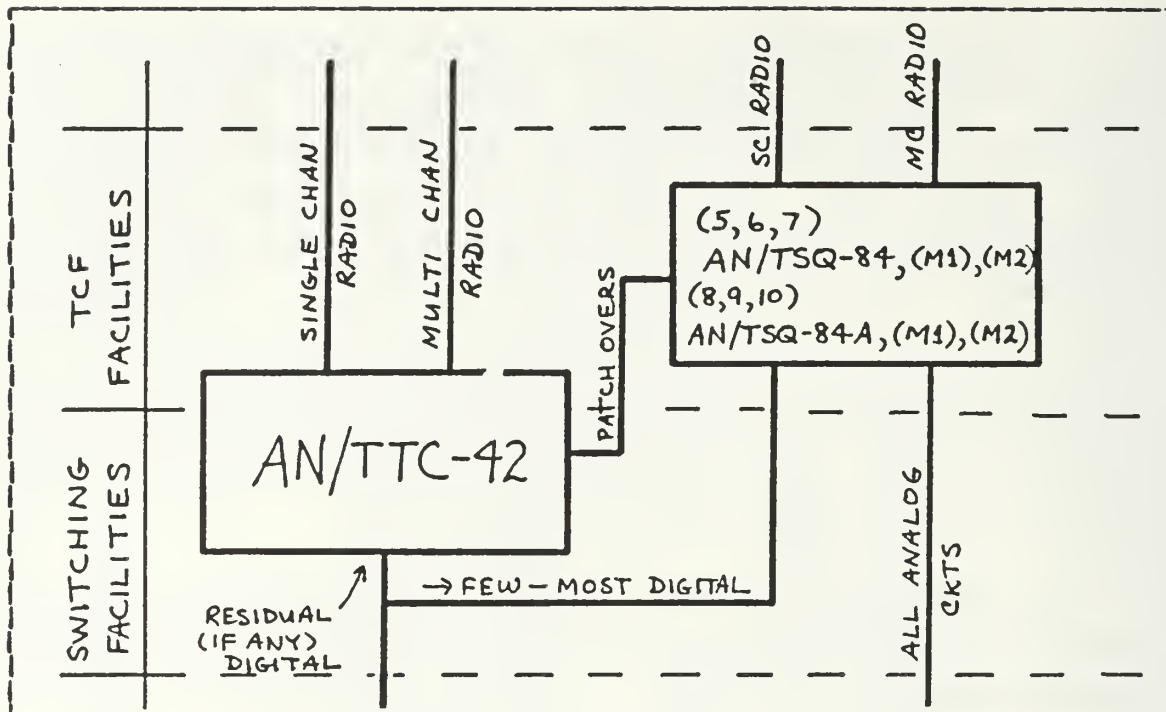 TCF
FACILITIES
SWITCHING
FACILITIES
SINGLE CHAN
RADIO
MULTI CHAN
RADIO
SCI RADIO
MC RADIO
(5,6,7)
AN/TSQ-84,(M1),(M2)
(8,9,10)
AN/TSQ-84A,(M1),(M2)
PATCH OVERS
AN/TTC-42
→ FEW - MOST DIGITAL
RESIDUAL
(IF ANY)
DIGITAL
ALL ANALOG
CKTS